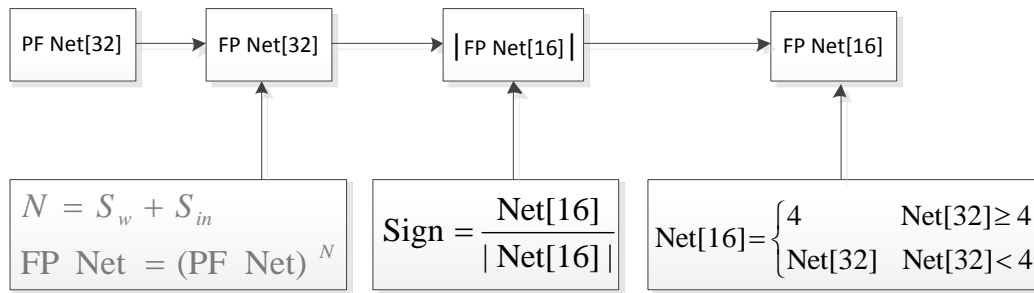 PF Net[32]
FP Net[32]
|FP Net[16]|
FP Net[16]
N = S_w + S_in
FP Net = (PF Net)^N
Sign = Net[16] / | Net[16] |
Net[16] = { 4 Net[32] ≥ 4
Net[32] Net[32] < 4